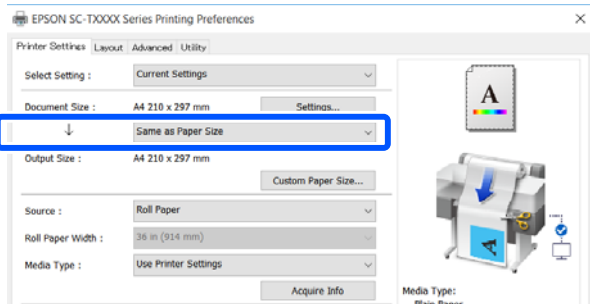 EPSON SC-TXXXX Series Printing Preferences
Printer Settings Layout Advanced Utility
Select Setting : Current Settings
Document Size : A4 210 x 297 mm Settings...
↓ Same as Paper Size
Output Size : A4 210 x 297 mm
Custom Paper Size...
Source : Roll Paper
Roll Paper Width : 36 in (914 mm)
Media Type : Use Printer Settings
Acquire Info
A
A
Media Type:
Plain Paper